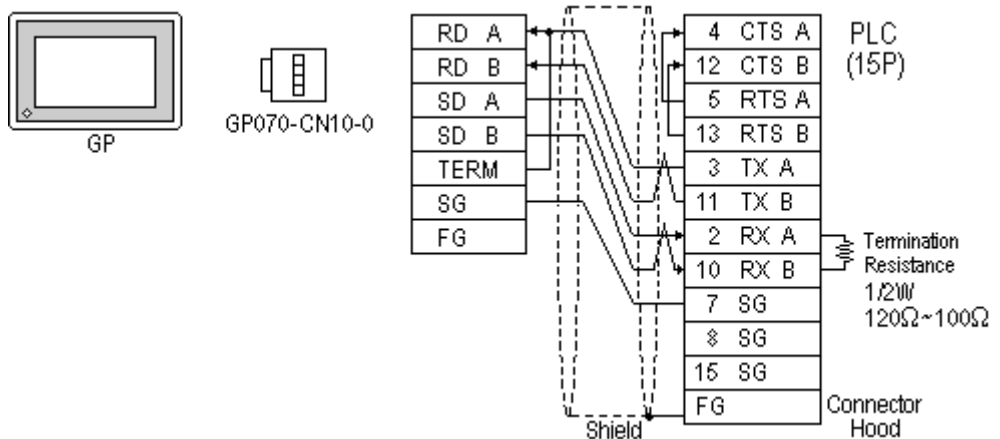 GP
GP070-CN10-0
RD A
RD B
SD A
SD B
TERM
SG
FG
4 CTS A
12 CTS B
5 RTS A
13 RTS B
3 TX A
11 TX B
2 RX A
10 RX B
7 SG
8 SG
15 SG
FG
PLC
(15P)
Termination
Resistance
1/2W
120Ω~100Ω
Connector
Hood
Shield